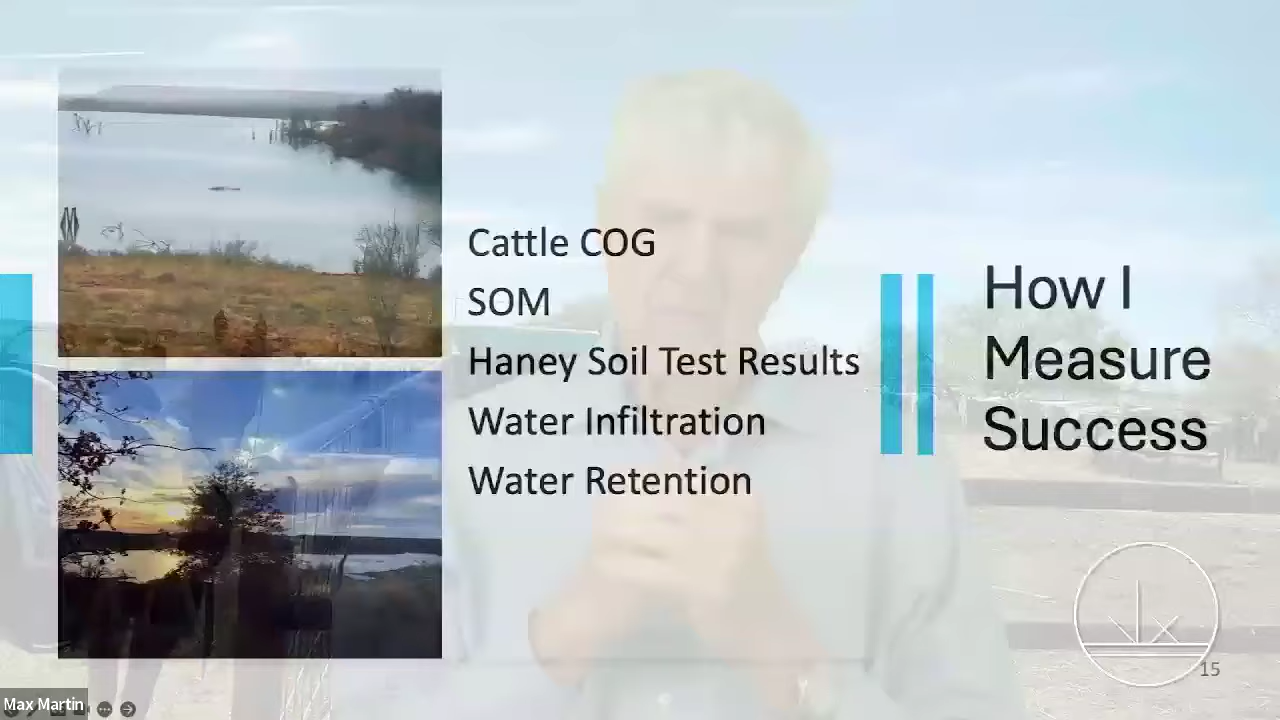 Cattle COG
SOM
Haney Soil Test Results
Water Infiltration
Water Retention
How I
Measure
Success
15
Max Martin